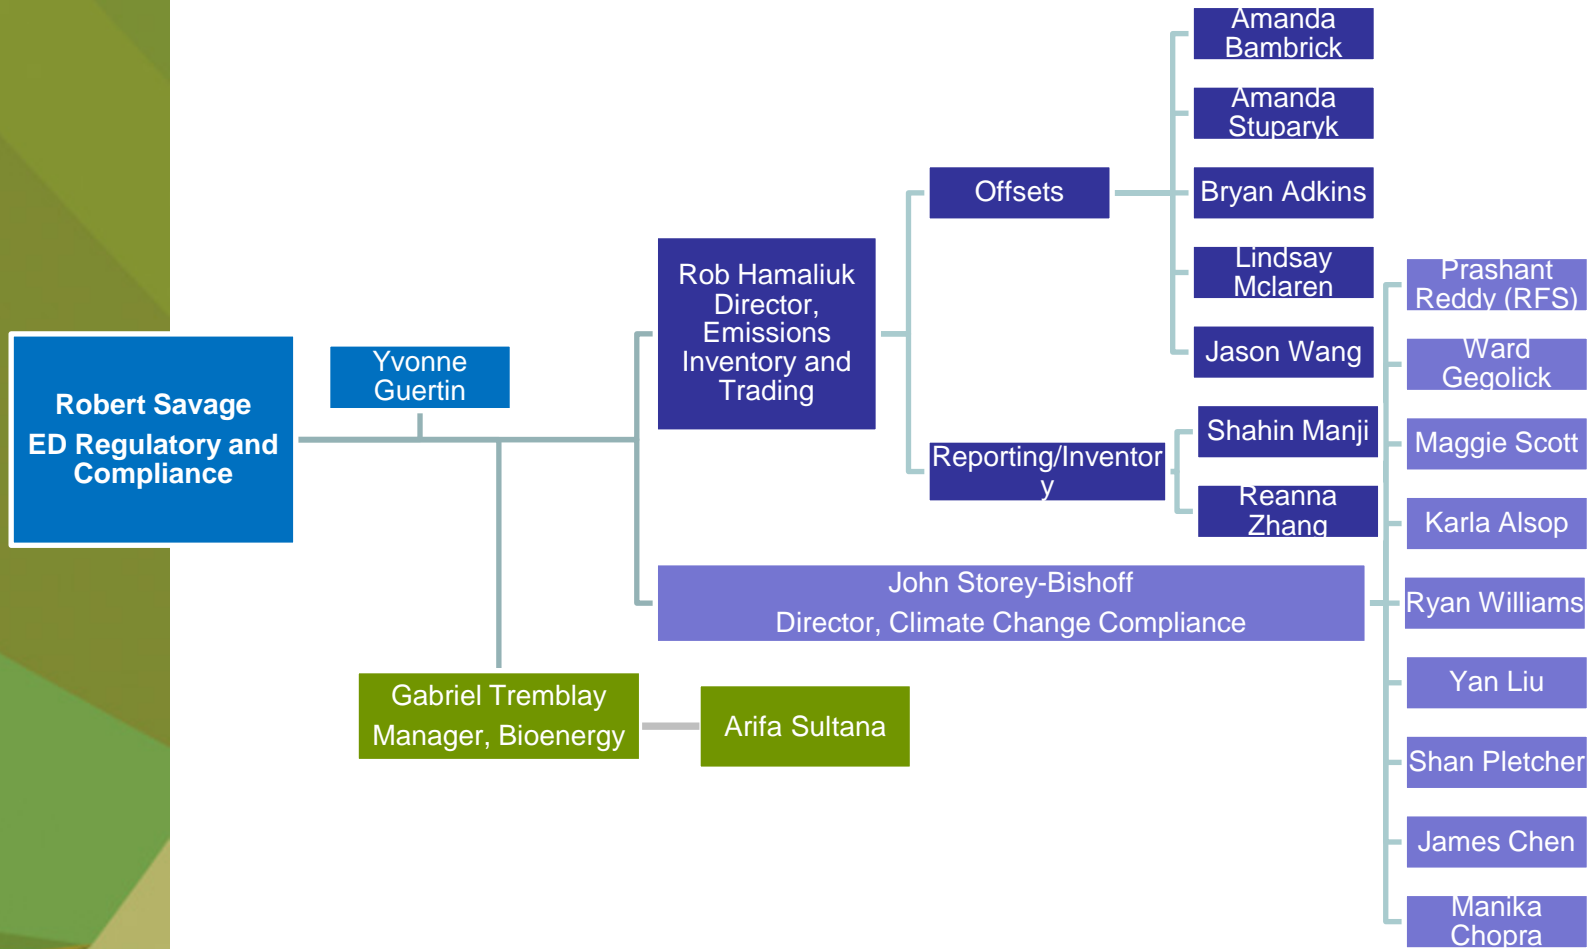 Robert Savage
ED Regulatory and
Compliance
Yvonne
Guertin
Rob Hamaliuk
Director,
Emissions
Inventory and
Trading
Offsets
Amanda
Bambrick
Amanda
Stuparyk
Bryan Adkins
Lindsay
Mclaren
Jason Wang
Reporting/Inventor
y
Shahin Manji
Reanna
Zhang
John Storey-Bishoff
Director, Climate Change Compliance
Prashant
Reddy (RFS)
Ward
Gegolick
Maggie Scott
Karla Alsop
Ryan Williams
Yan Liu
Shan Pletcher
James Chen
Manika
Chopra
Gabriel Tremblay
Manager, Bioenergy
Arifa Sultana